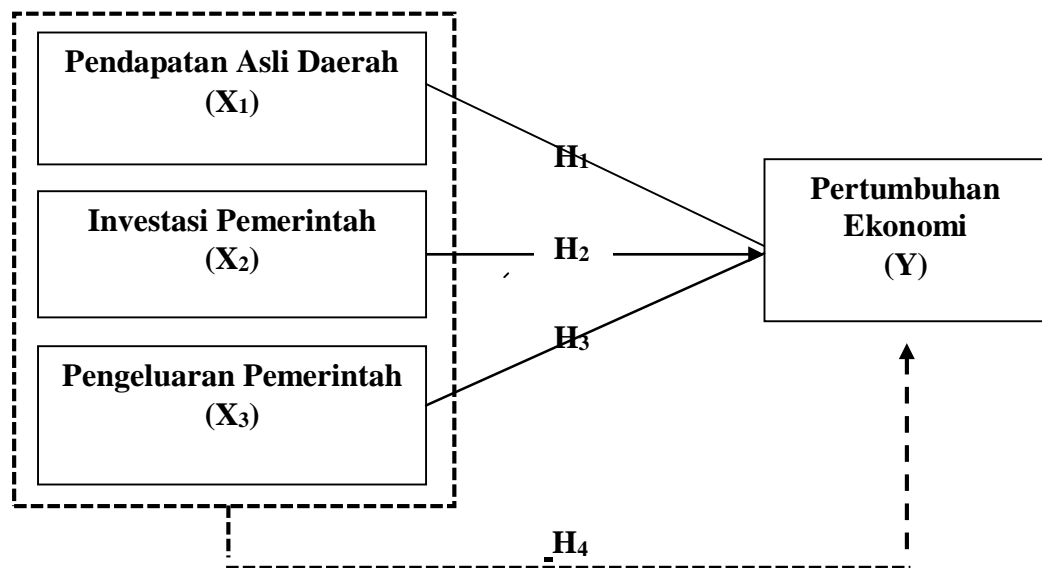 Pendapatan Asli Daerah
(X₁)
H₁
Investasi Pemerintah
(X₂)
H₂
Pertumbuhan
Ekonomi
(Y)
Pengeluaran Pemerintah
(X₃)
H₃
H₄